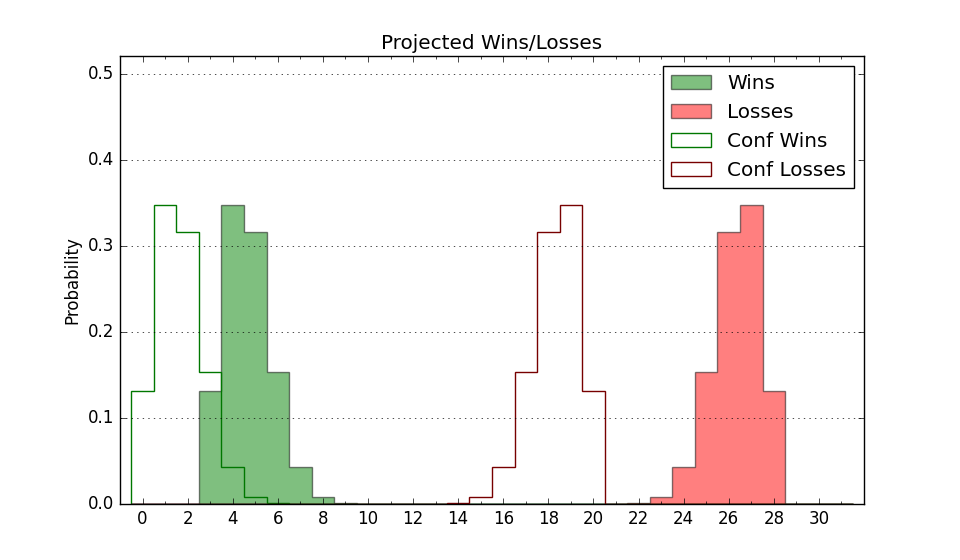 Projected Wins/Losses
Wins
Losses
Conf Wins
Conf Losses
Probability
0.5
0.4
0.3
0.2
0.1
0.0
0 2 4 6 8 10 12 14 16 18 20 22 24 26 28 30